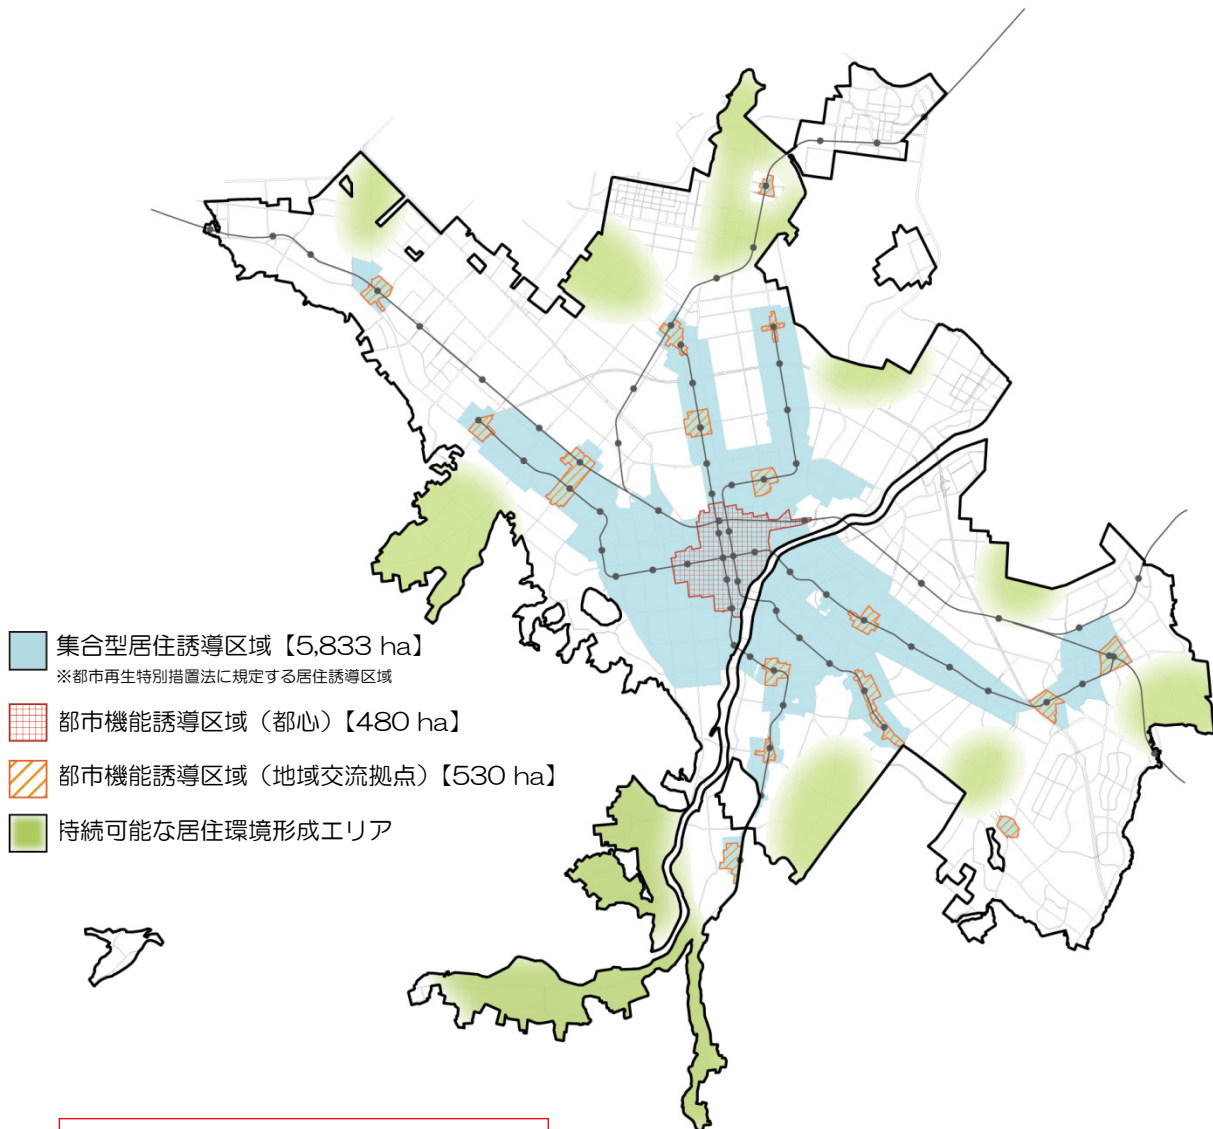 集合型居住誘導区域【5,833 ha】
※都市再生特別措置法に規定する居住誘導区域
都市機能誘導区域（都心）【480 ha】
都市機能誘導区域（地域交流拠点）【530 ha】
持続可能な居住環境形成エリア